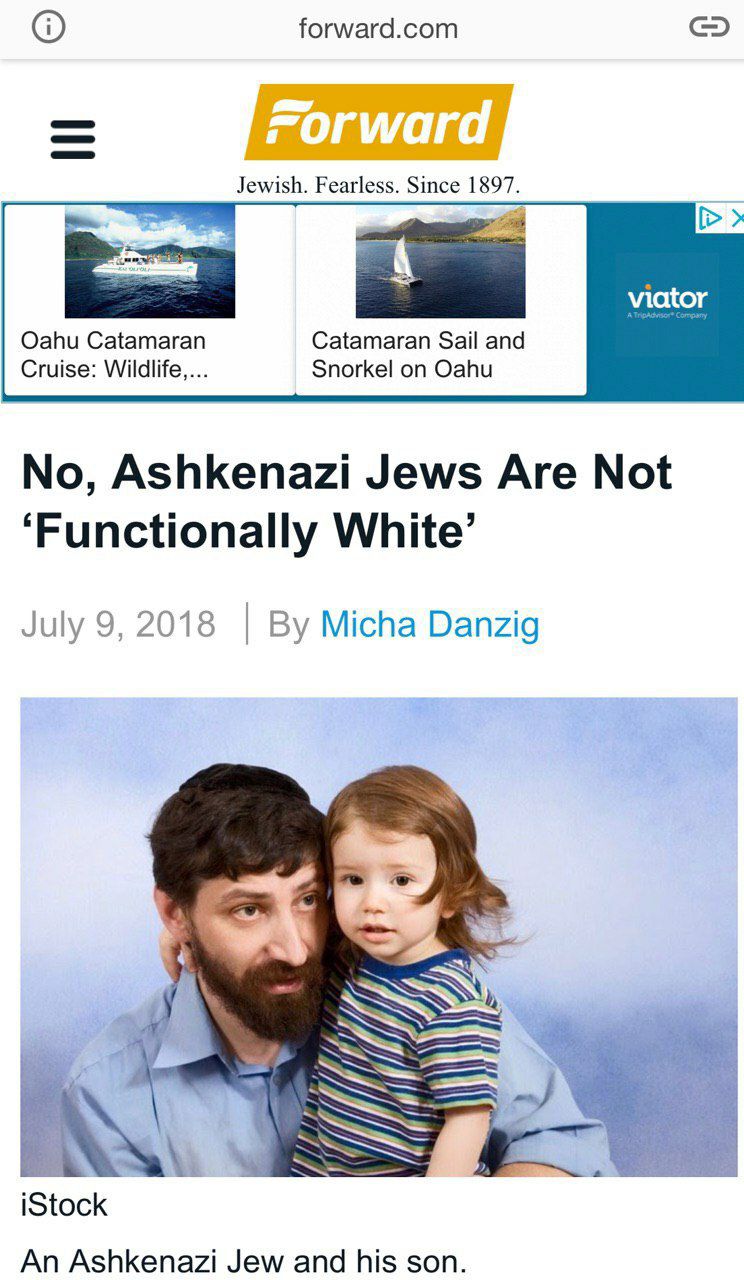 forward.com
Forward
Jewish. Fearless. Since 1897.
Oahu Catamaran
Cruise: Wildlife,...
Catamaran Sail and
Snorkel on Oahu
viator
A TripAdvisor® Company
No, Ashkenazi Jews Are Not
‘Functionally White’
July 9, 2018 | By Micha Danzig
iStock
An Ashkenazi Jew and his son.